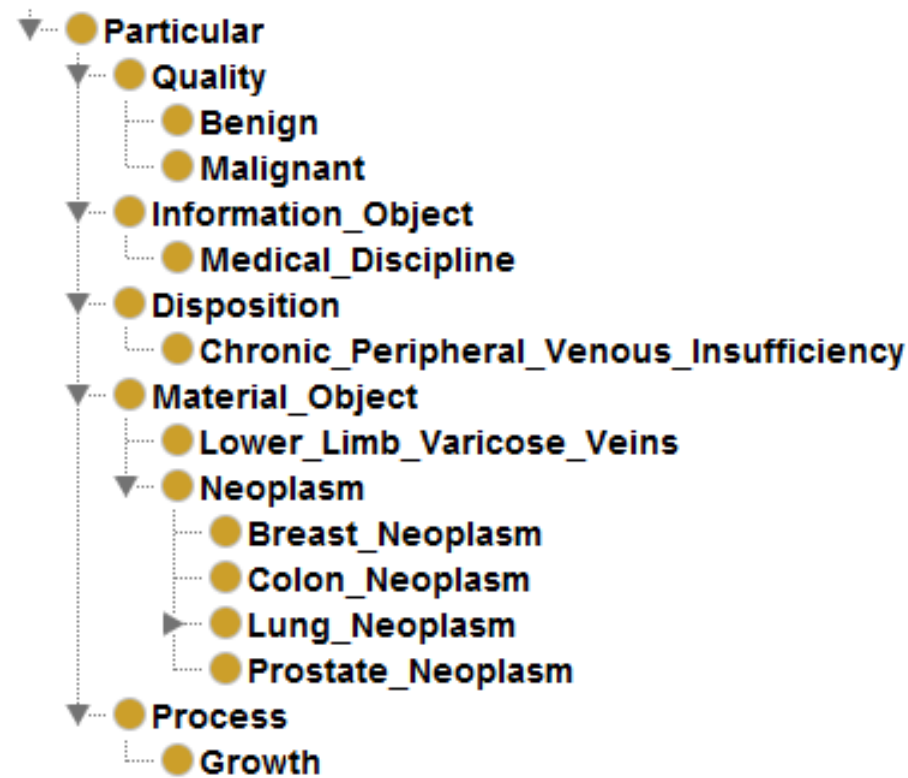 Particular
Quality
Benign
Malignant
Information_Object
Medical_Discipline
Disposition
Chronic_Peripheral_Venous_Insufficiency
Material_Object
Lower_Limb_Varicose_Veins
Neoplasm
Breast_Neoplasm
Colon_Neoplasm
Lung_Neoplasm
Prostate_Neoplasm
Process
Growth